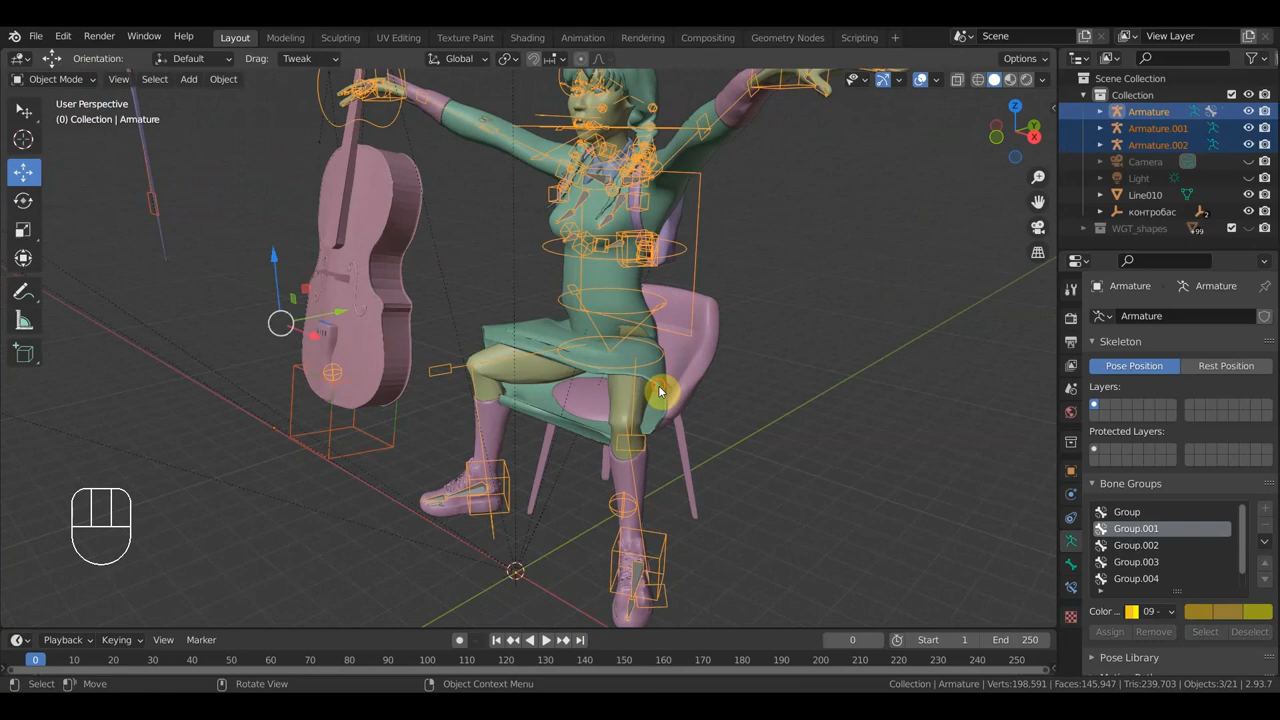 File Edit Render Window Help Layout Modeling Sculpting UV Editing Texture Paint Shading Animation Rendering Compositing Geometry Nodes Scripting + Scene View Layer
Orientation: Default Drag: Tweak Global Options
Object Mode View Select Add Object
User Perspective
(0) Collection | Armature
Z
Y
X
Scene Collection
Collection
Armature
Armature.001
Armature.002
Camera
Light
Line010
контробас 2
WGT_shapes +99
Armature Armature
Armature
Skeleton
Pose Position Rest Position
Layers:
Protected Layers:
Bone Groups
Group
Group.001
Group.002
Group.003
Group.004
Color ... 09 -
Assign Remove Select Deselect
Pose Library
Playback Keying View Marker 0 Start 1 End 250
0 10 20 30 40 50 60 70 80 90 100 110 120 130 140 150 160 170 180 190 200 210 220 230 240 250
Select Move Rotate View Object Context Menu Collection | Armature | Verts:198,591 | Faces:145,947 | Tris:239,703 | Objects:3/21 | 2.93.7